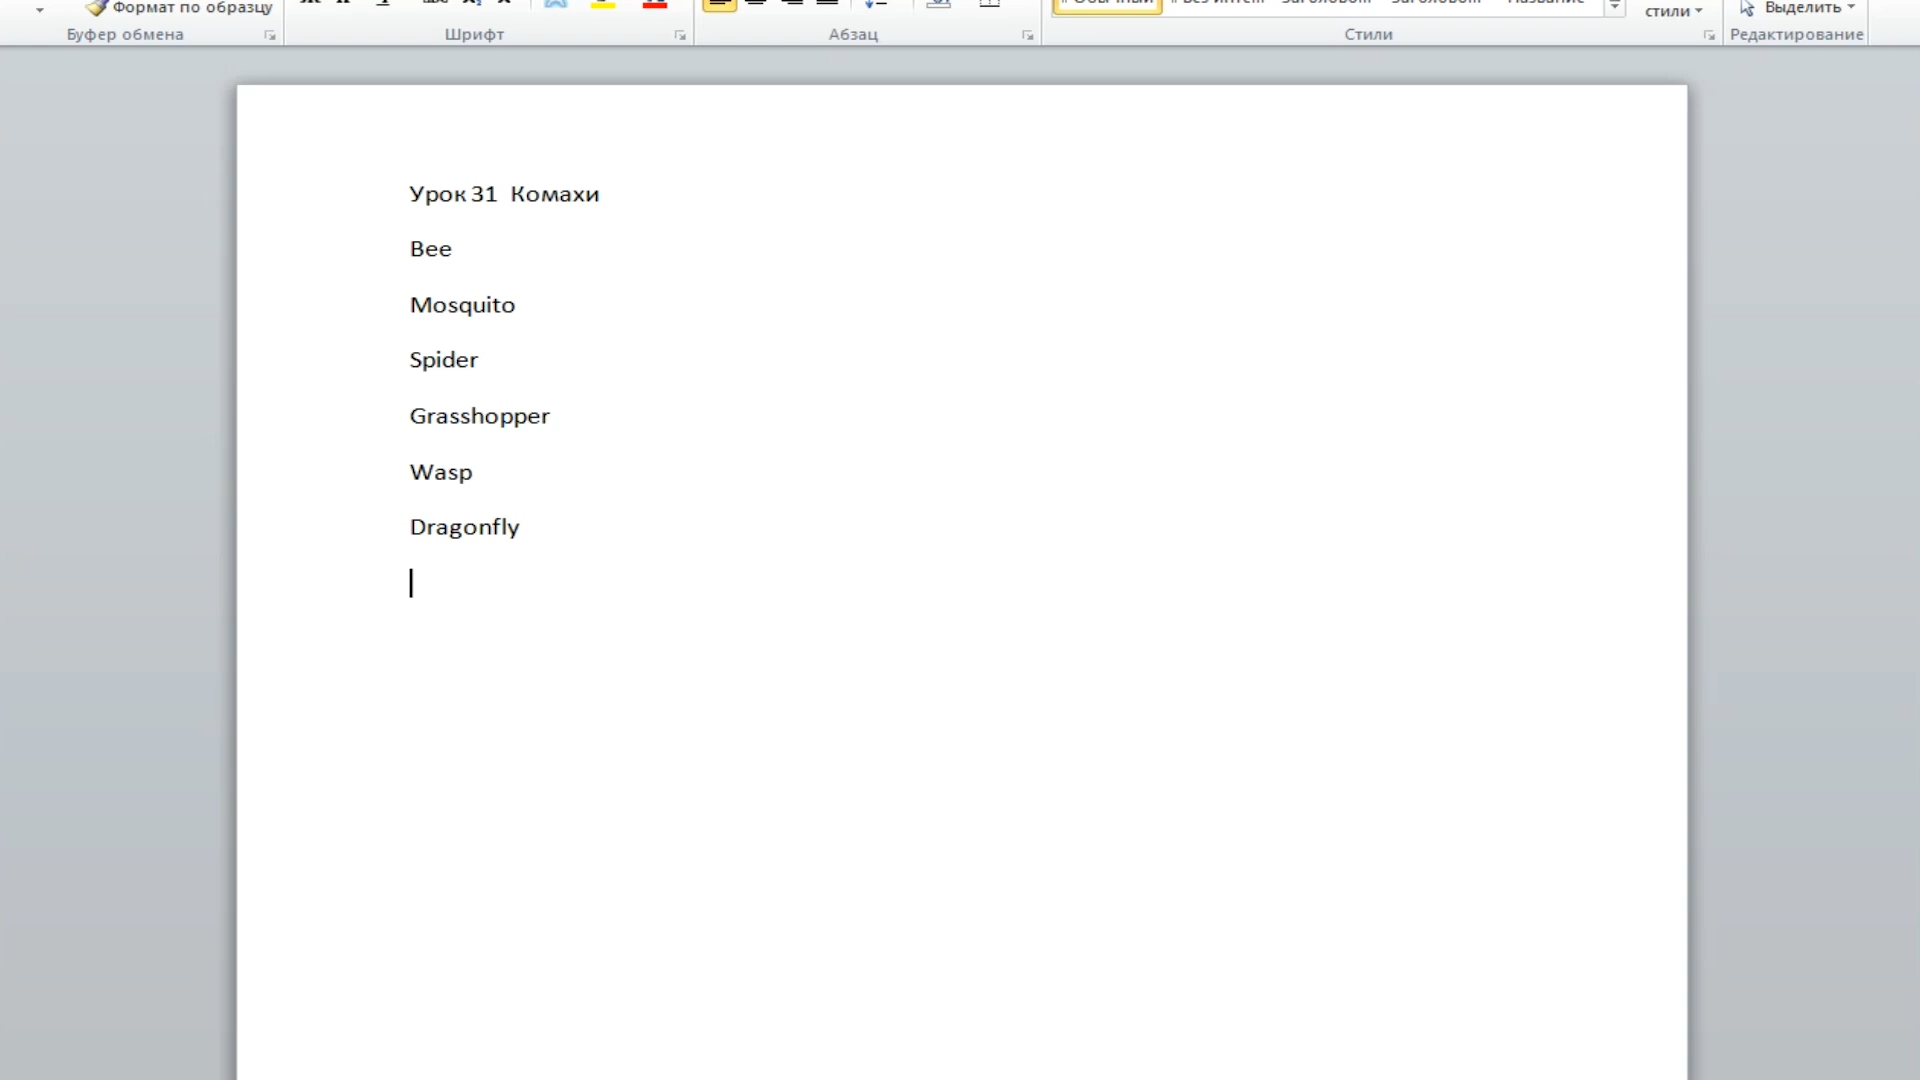 Формат по образцу
стили
Выделить
Буфер обмена
Шрифт
Абзац
Стили
Редактирование
Урок 31 Комахи
Bee
Mosquito
Spider
Grasshopper
Wasp
Dragonfly